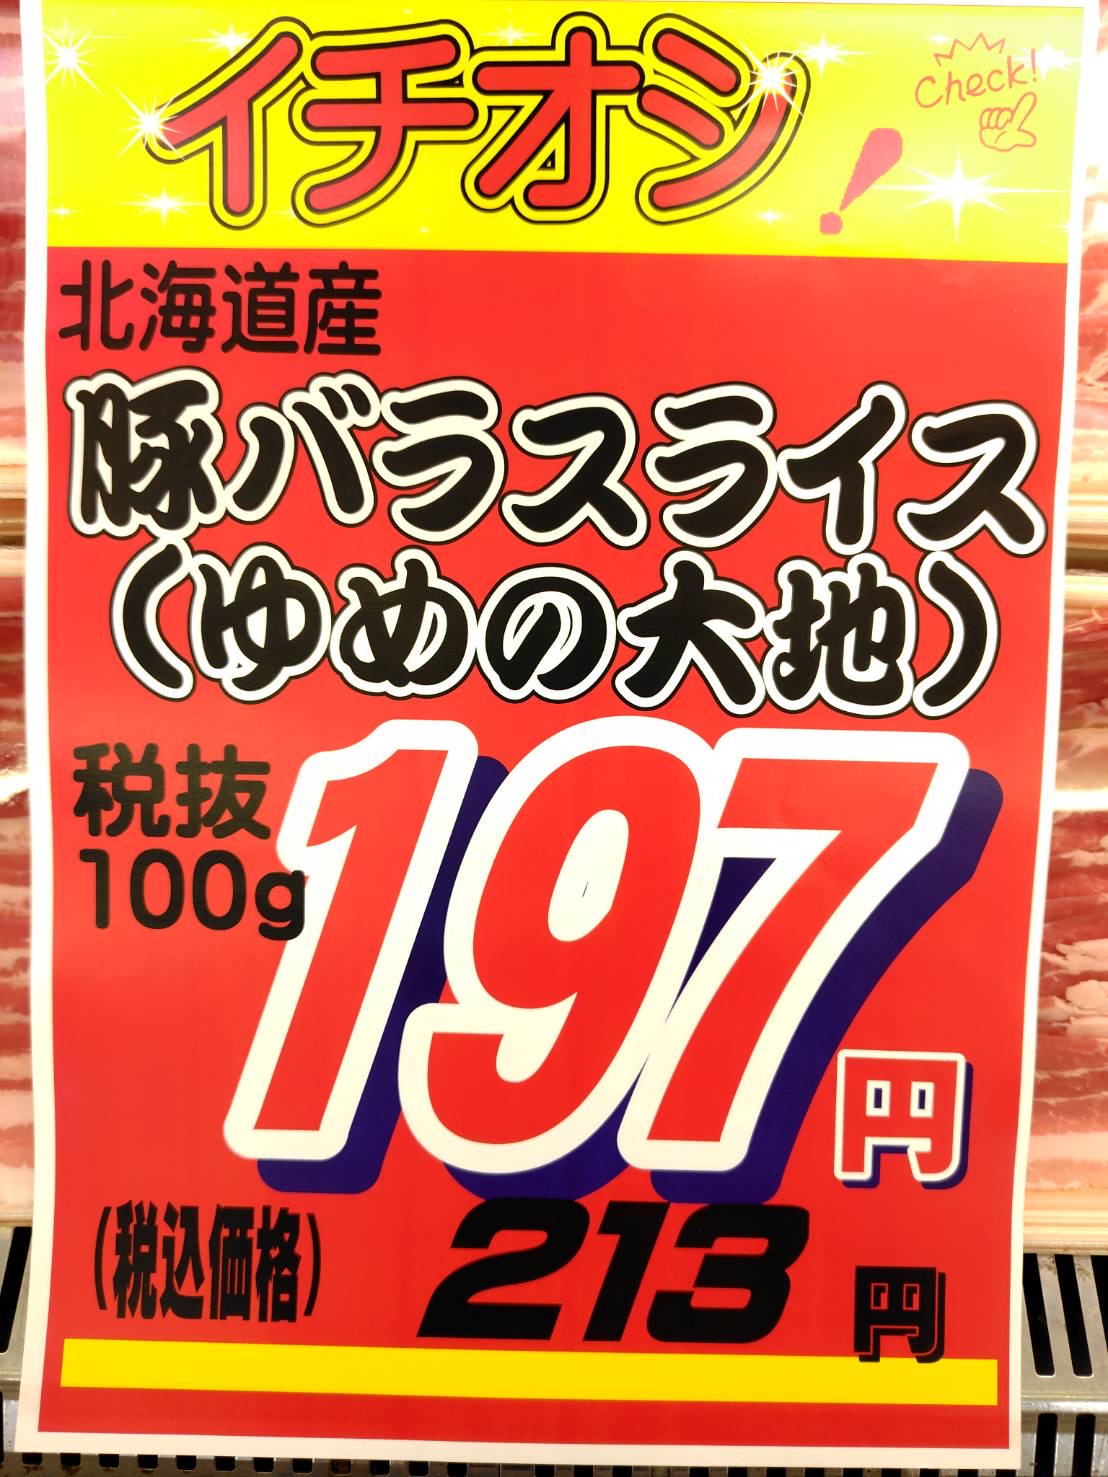 イチオシ!
Check!
北海道産
豚バラスライス
(ゆめの大地)
税抜
100g
197円
(税込価格) 213円